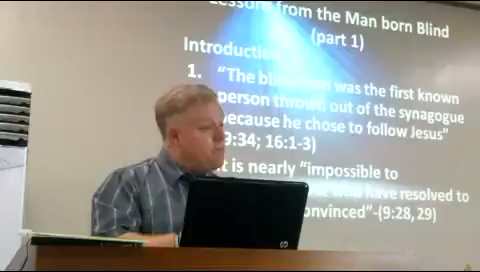 Lessons from the Man born Blind
(part 1)
Introduction
1. "The blind man was the first known
person thrown out of the synagogue
because he chose to follow Jesus"
9:34; 16:1-3)
it is nearly "impossible to
who have resolved to
convinced"-(9:28,29)
hp